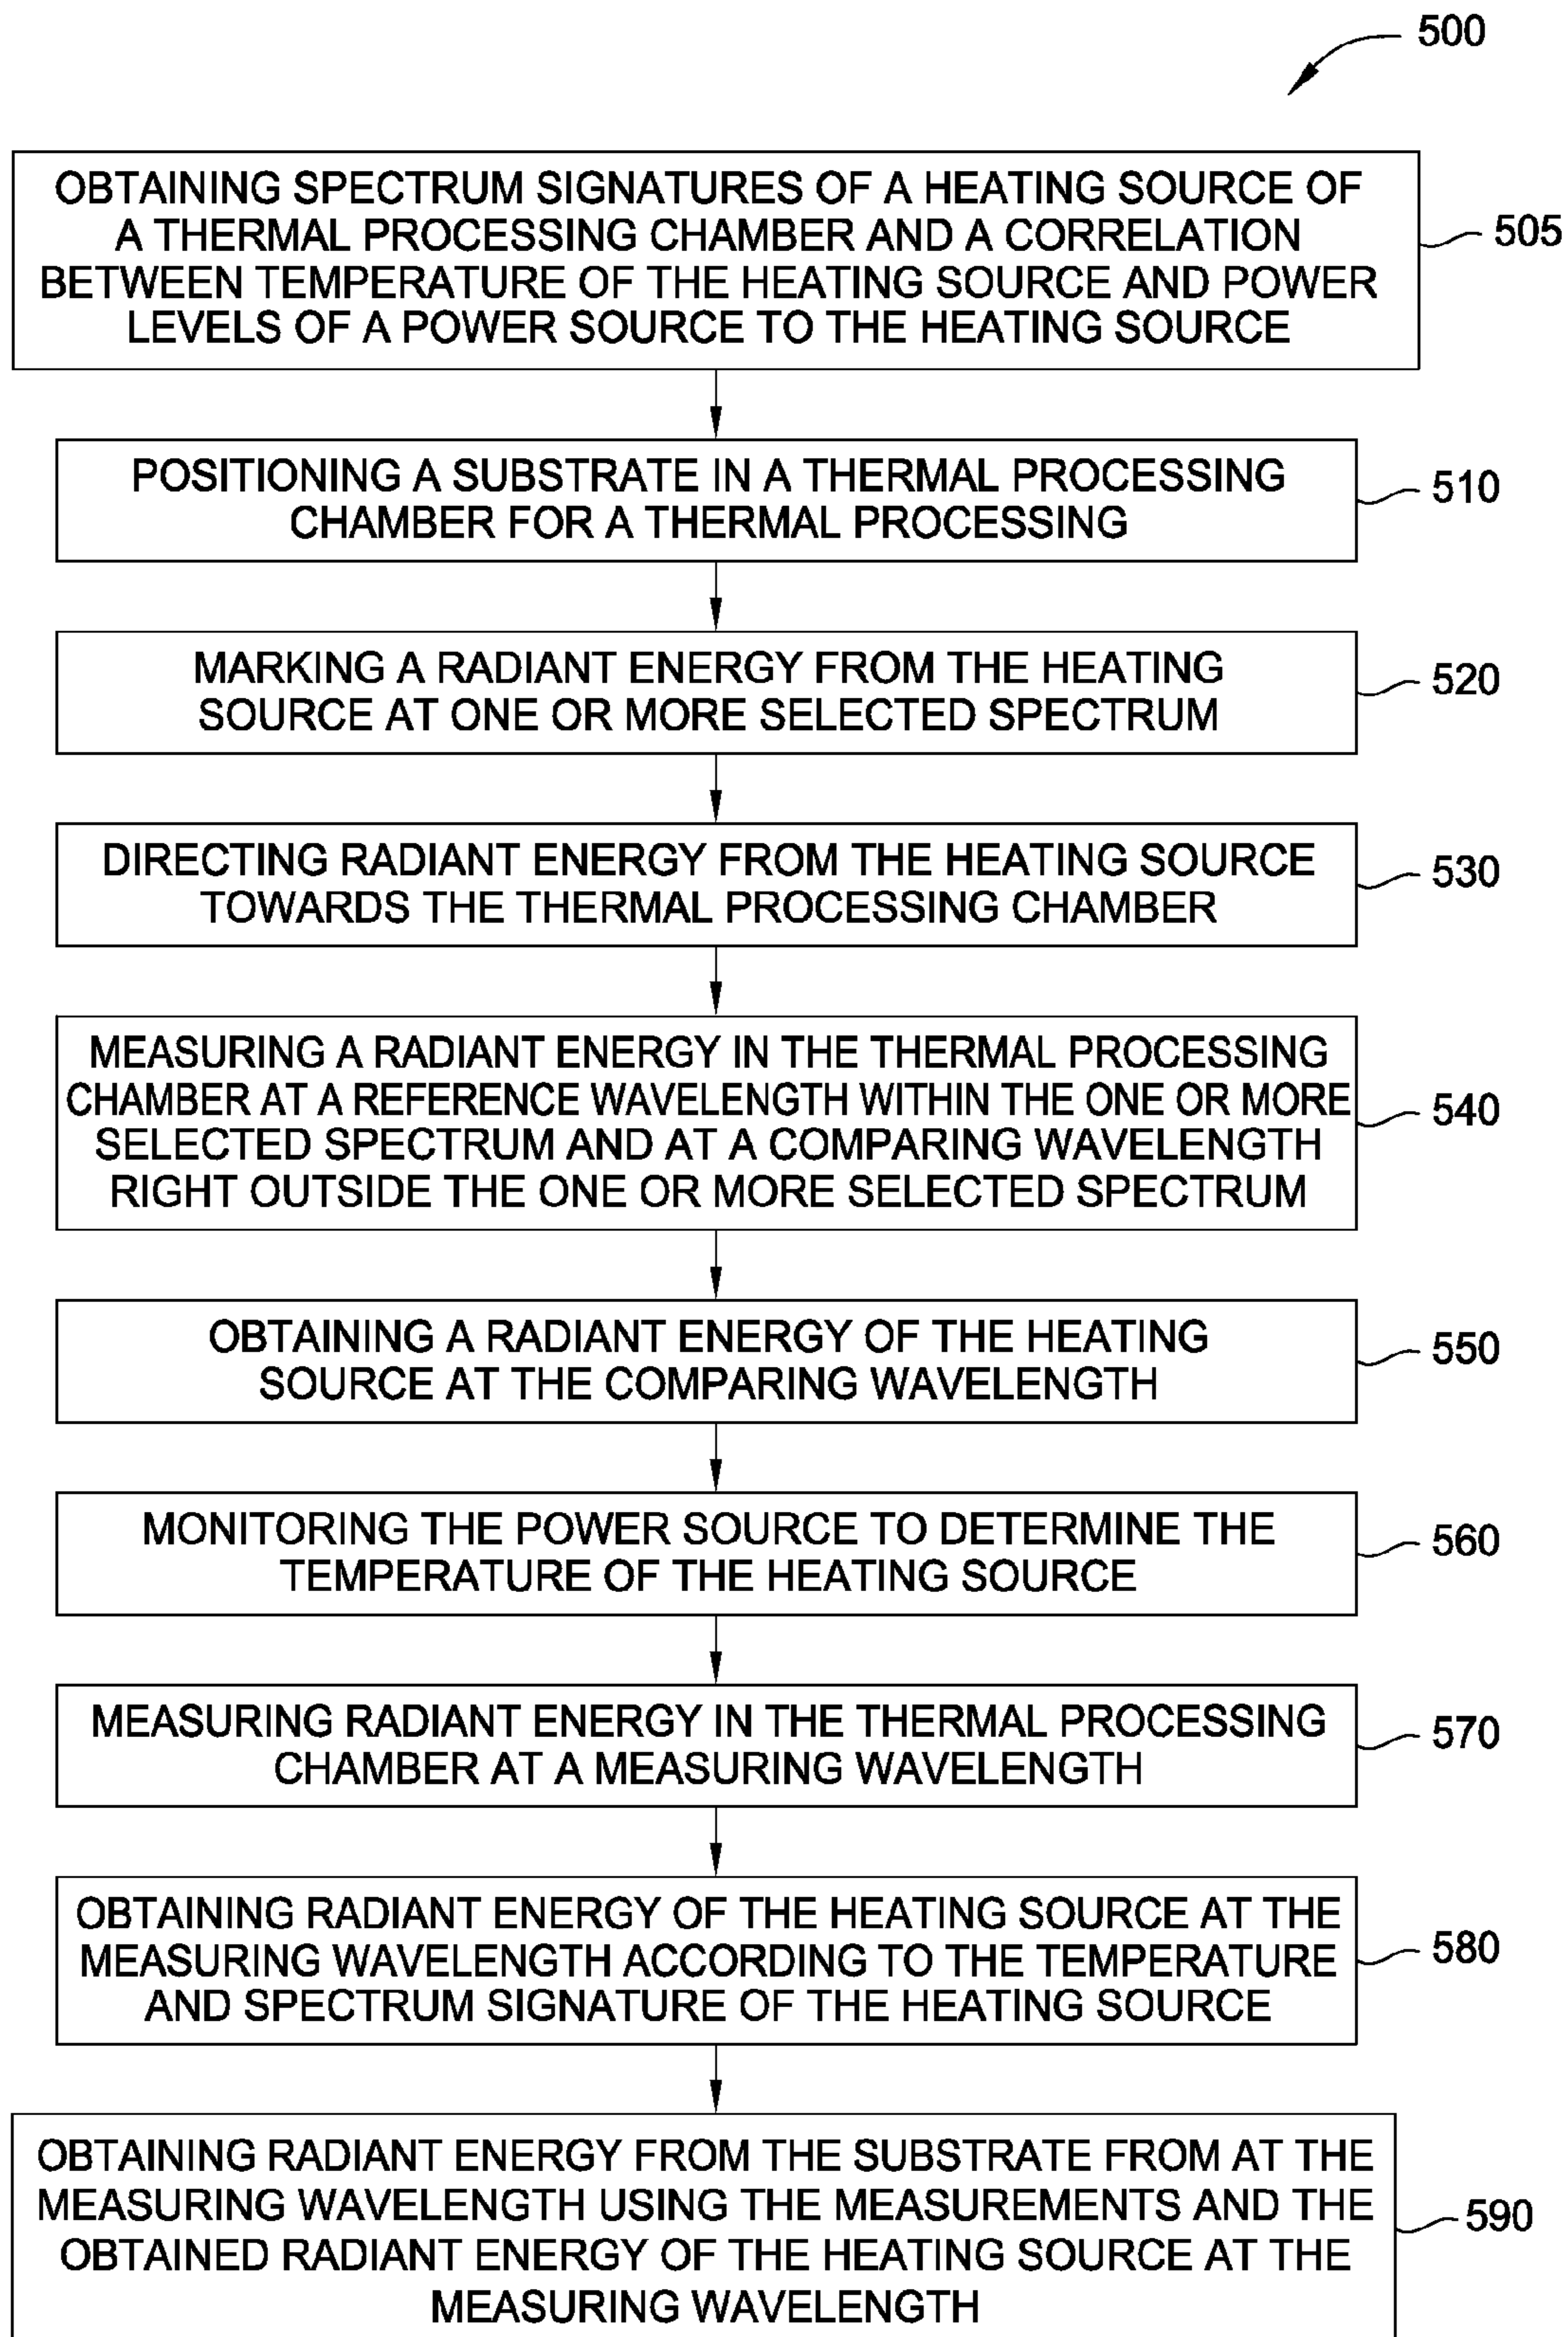 500
OBTAINING SPECTRUM SIGNATURES OF A HEATING SOURCE OF
A THERMAL PROCESSING CHAMBER AND A CORRELATION
BETWEEN TEMPERATURE OF THE HEATING SOURCE AND POWER
LEVELS OF A POWER SOURCE TO THE HEATING SOURCE
505
POSITIONING A SUBSTRATE IN A THERMAL PROCESSING
CHAMBER FOR A THERMAL PROCESSING
510
MARKING A RADIANT ENERGY FROM THE HEATING
SOURCE AT ONE OR MORE SELECTED SPECTRUM
520
DIRECTING RADIANT ENERGY FROM THE HEATING SOURCE
TOWARDS THE THERMAL PROCESSING CHAMBER
530
MEASURING A RADIANT ENERGY IN THE THERMAL PROCESSING
CHAMBER AT A REFERENCE WAVELENGTH WITHIN THE ONE OR MORE
SELECTED SPECTRUM AND AT A COMPARING WAVELENGTH
RIGHT OUTSIDE THE ONE OR MORE SELECTED SPECTRUM
540
OBTAINING A RADIANT ENERGY OF THE HEATING
SOURCE AT THE COMPARING WAVELENGTH
550
MONITORING THE POWER SOURCE TO DETERMINE THE
TEMPERATURE OF THE HEATING SOURCE
560
MEASURING RADIANT ENERGY IN THE THERMAL PROCESSING
CHAMBER AT A MEASURING WAVELENGTH
570
OBTAINING RADIANT ENERGY OF THE HEATING SOURCE AT THE
MEASURING WAVELENGTH ACCORDING TO THE TEMPERATURE
AND SPECTRUM SIGNATURE OF THE HEATING SOURCE
580
OBTAINING RADIANT ENERGY FROM THE SUBSTRATE FROM AT THE
MEASURING WAVELENGTH USING THE MEASUREMENTS AND THE
OBTAINED RADIANT ENERGY OF THE HEATING SOURCE AT THE
MEASURING WAVELENGTH
590